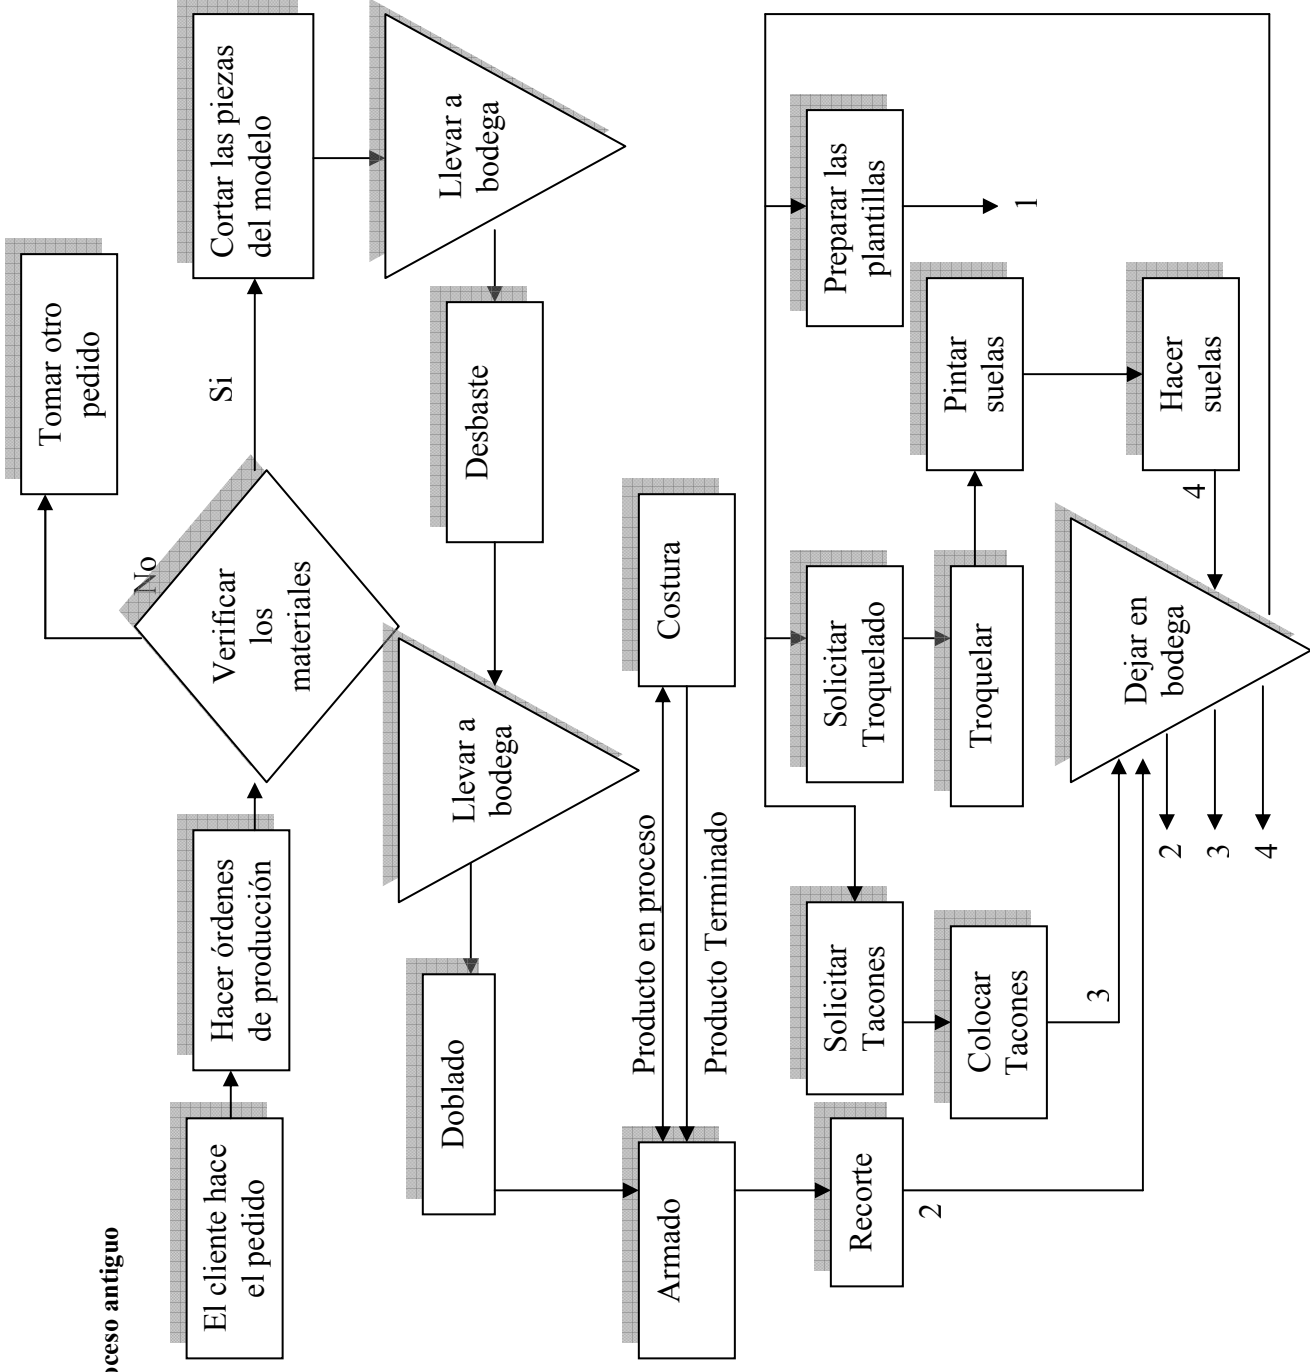 oceso antiguo
El cliente hace
el pedido
Hacer órdenes
de producción
Verificar
los
materiales
No
Tomar otro
pedido
Si
Cortar las piezas
del modelo
Llevar a
bodega
Desbaste
Llevar a
bodega
Doblado
Armado
Producto en proceso
Producto Terminado
Costura
Recorte
2
Solicitar
Tacones
Colocar
Tacones
3
Solicitar
Troquelado
Troquelar
Pintar
suelas
Hacer
suelas
4
Preparar las
plantillas
1
Dejar en
bodega
2
3
4